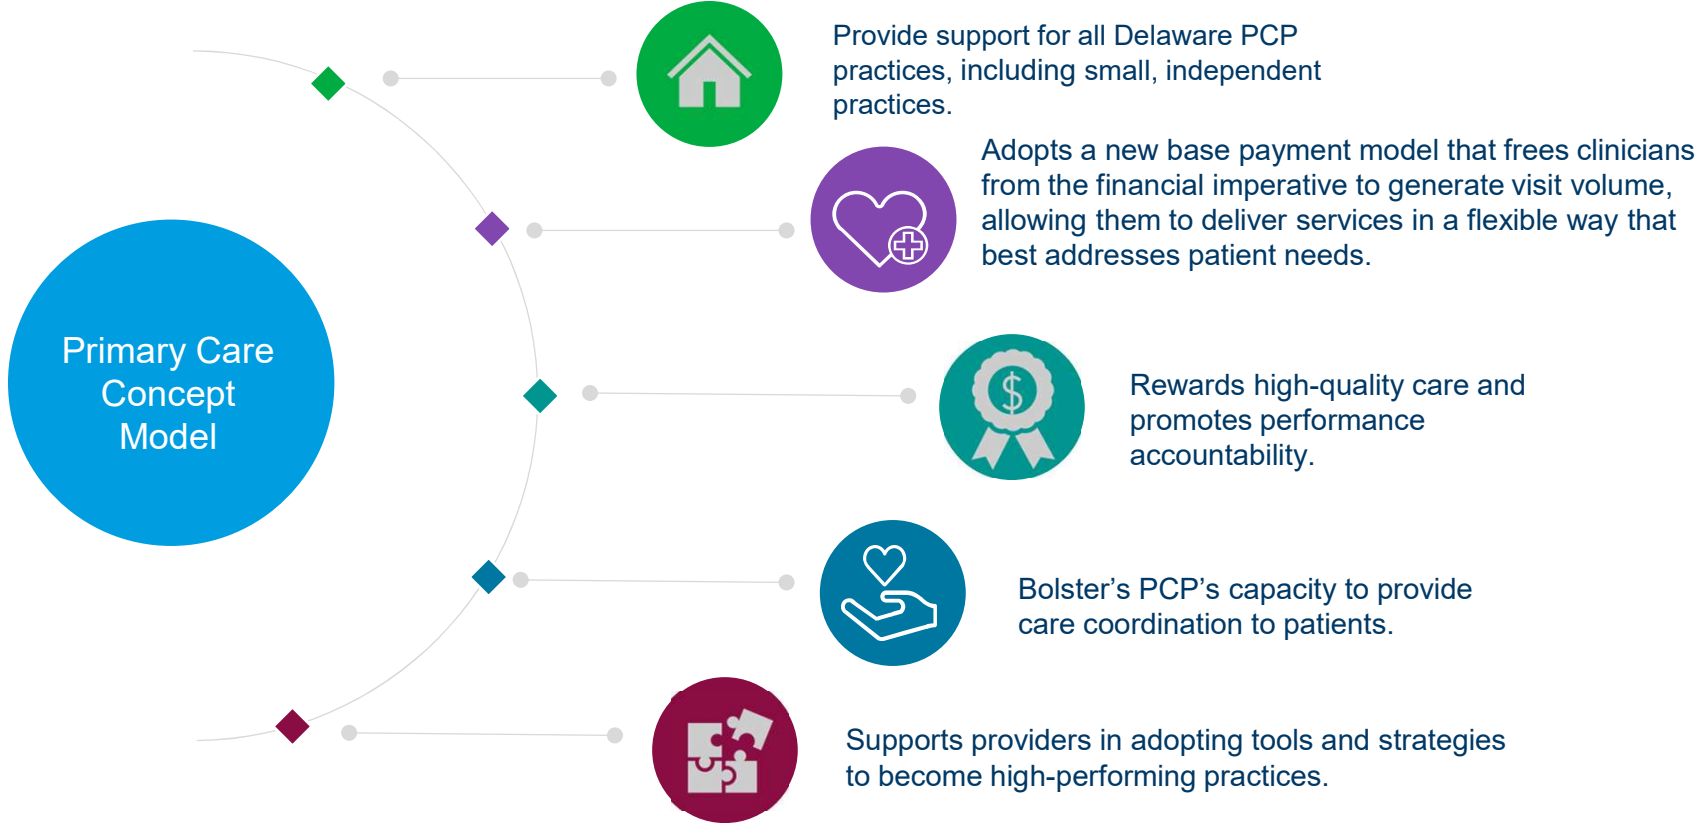 Primary Care
Concept
Model
Provide support for all Delaware PCP
practices, including small, independent
practices.
Adopts a new base payment model that frees clinicians
from the financial imperative to generate visit volume,
allowing them to deliver services in a flexible way that
best addresses patient needs.
$
Rewards high-quality care and
promotes performance
accountability.
Bolster’s PCP’s capacity to provide
care coordination to patients.
Supports providers in adopting tools and strategies
to become high-performing practices.